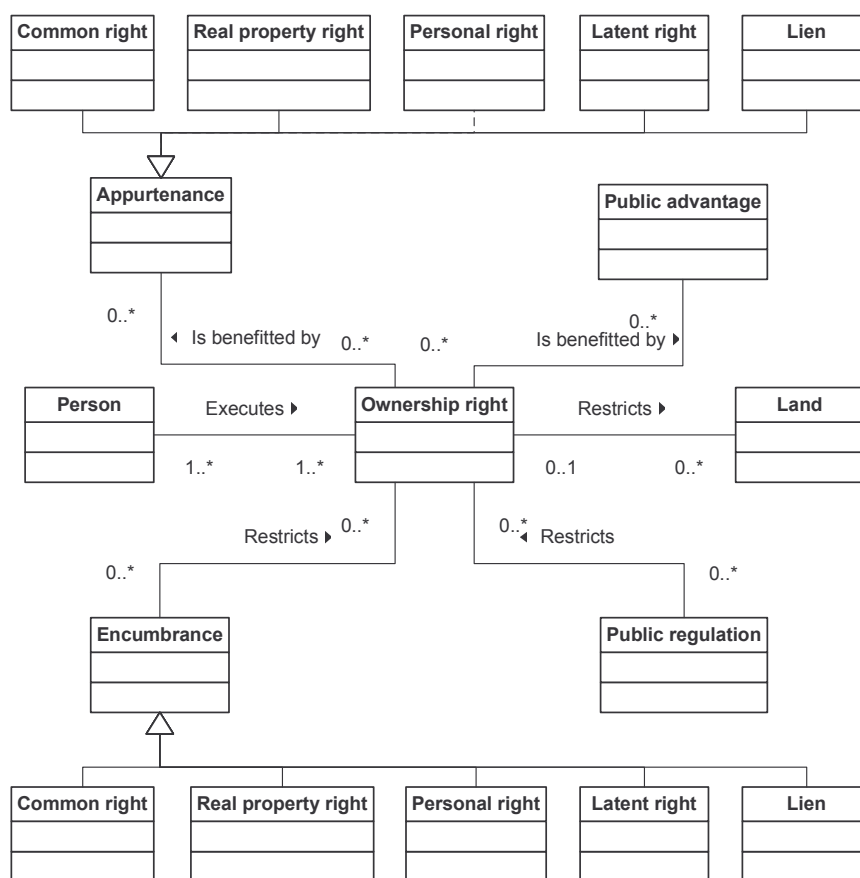 Common right Real property right Personal right Latent right Lien
Appurtenance Public advantage
0..* 0..*
◂ Is benefitted by 0..* 0..* Is benefitted by ▸
Person Executes ▸ Ownership right Restricts ▸ Land
1..* 1..* 0..1 0..*
Restricts ▸ 0..* 0..* ◂ Restricts
0..* 0..*
Encumbrance Public regulation
Common right Real property right Personal right Latent right Lien